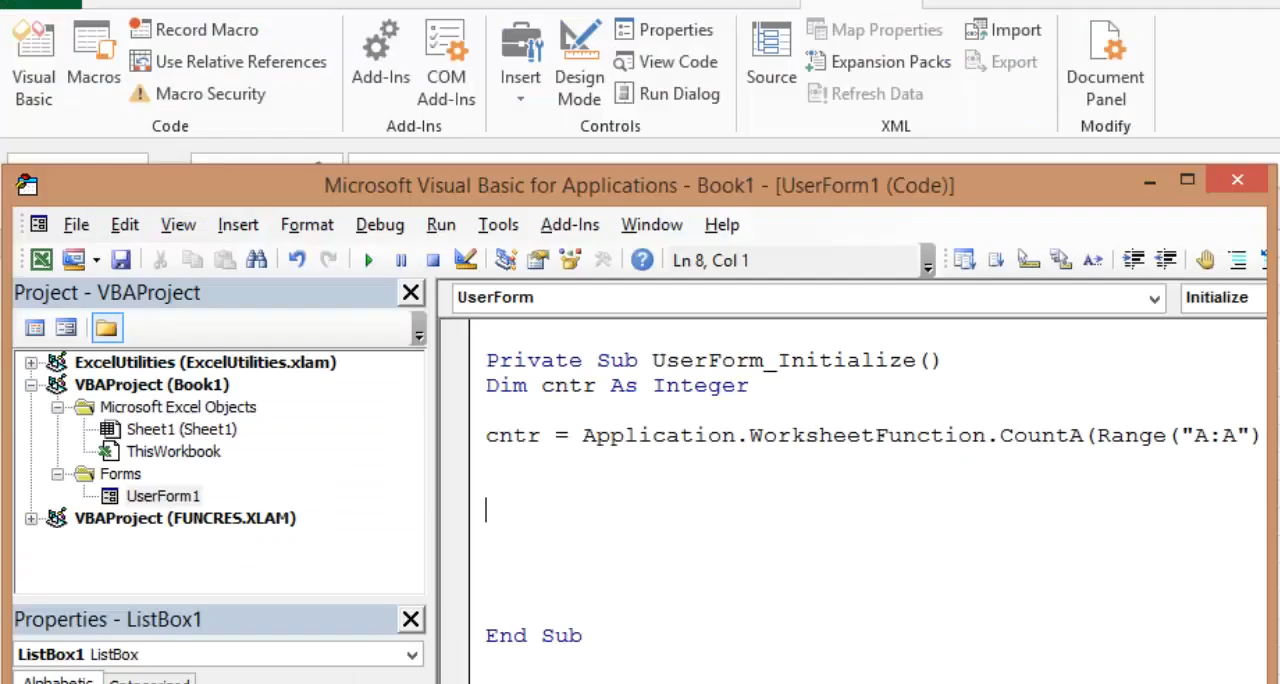 Visual Basic
Macros
Record Macro
Use Relative References
Macro Security
Code
Add-Ins
COM Add-Ins
Add-Ins
Insert
Design Mode
Properties
View Code
Run Dialog
Controls
Source
Map Properties
Expansion Packs
Refresh Data
Import
Export
XML
Document Panel
Modify
Microsoft Visual Basic for Applications - Book1 - [UserForm1 (Code)]
File Edit View Insert Format Debug Run Tools Add-Ins Window Help
Ln 8, Col 1
Project - VBAProject
ExcelUtilities (ExcelUtilities.xlam)
VBAProject (Book1)
Microsoft Excel Objects
Sheet1 (Sheet1)
ThisWorkbook
Forms
UserForm1
VBAProject (FUNCRES.XLAM)
Properties - ListBox1
ListBox1 ListBox
Alphabetic Categorized
UserForm
Initialize
Private Sub UserForm_Initialize()
Dim cntr As Integer
cntr = Application.WorksheetFunction.CountA(Range("A:A")
End Sub